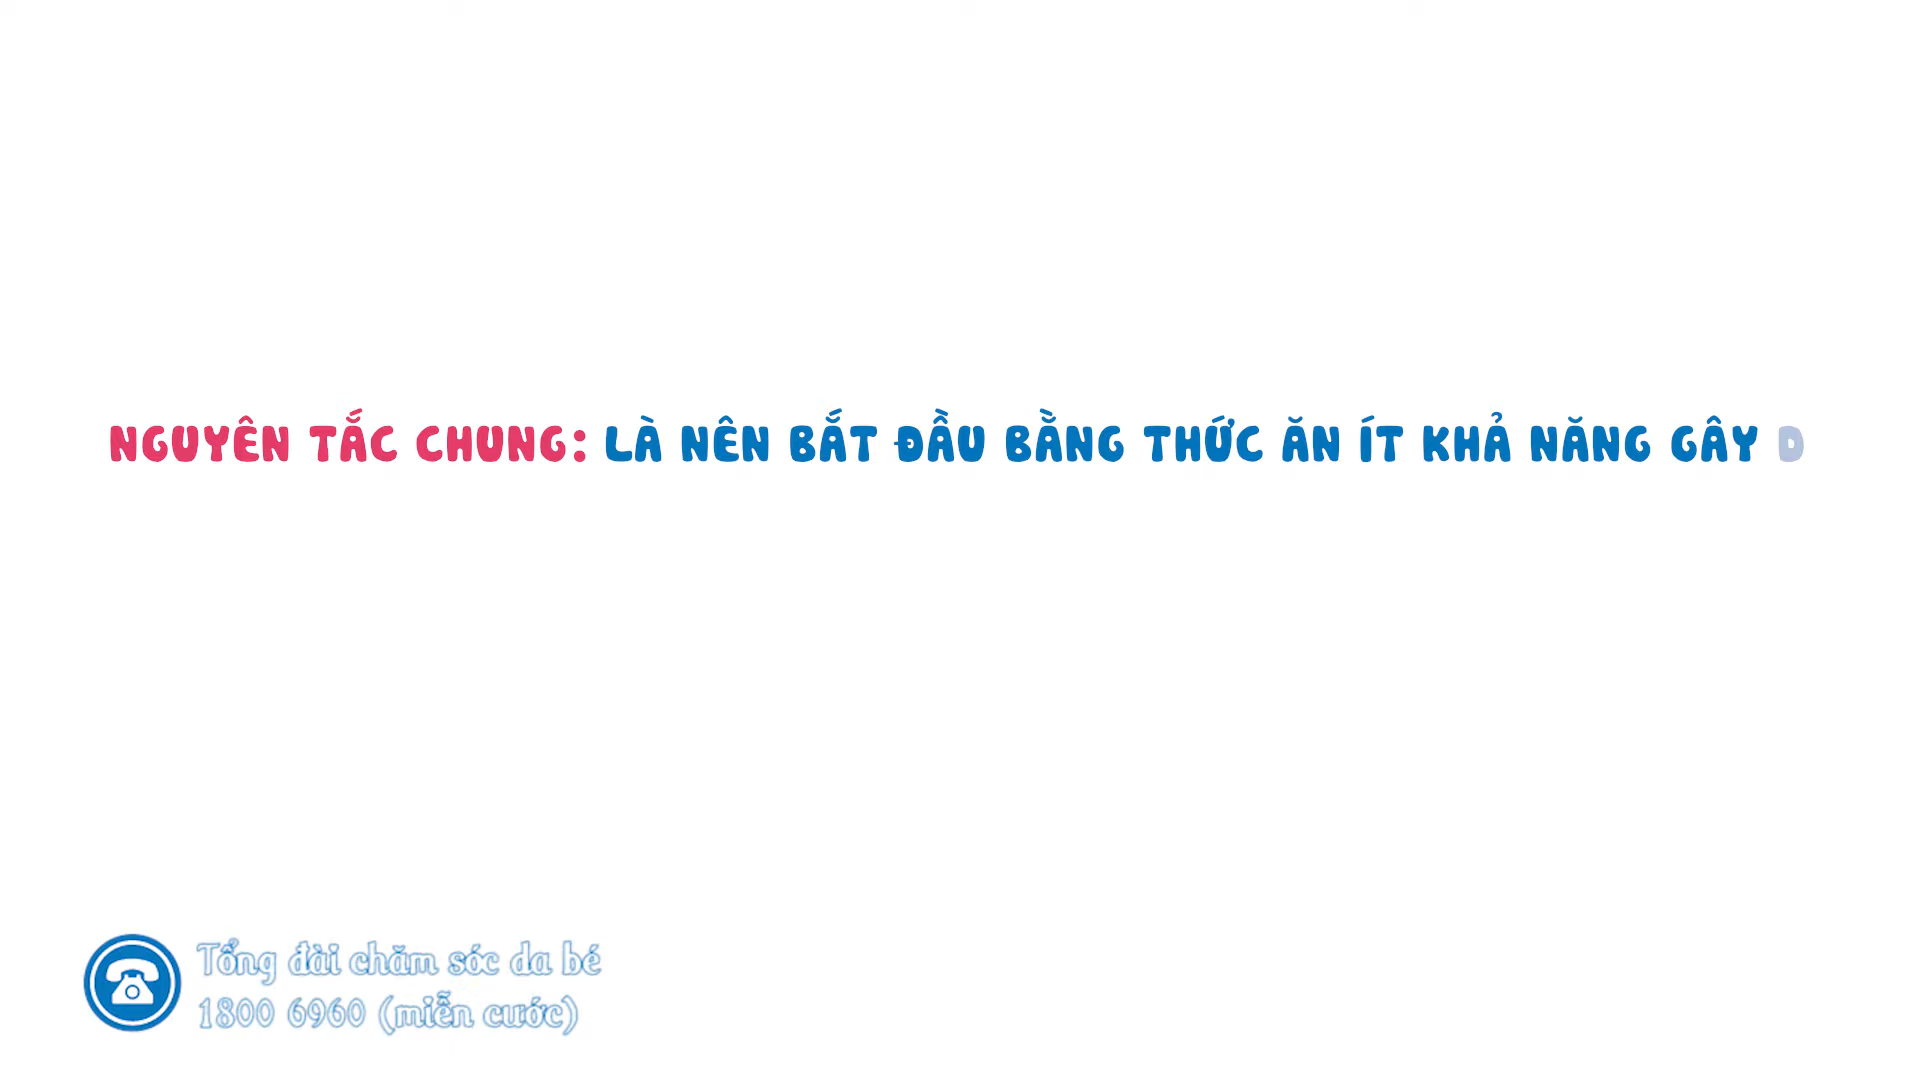 NGUYÊN TẮC CHUNG: LÀ NÊN BẮT ĐẦU BẰNG THỨC ĂN ÍT KHẢ NĂNG GÂY D
Tổng đài chăm sóc da bé
1800 6960 (miễn cước)